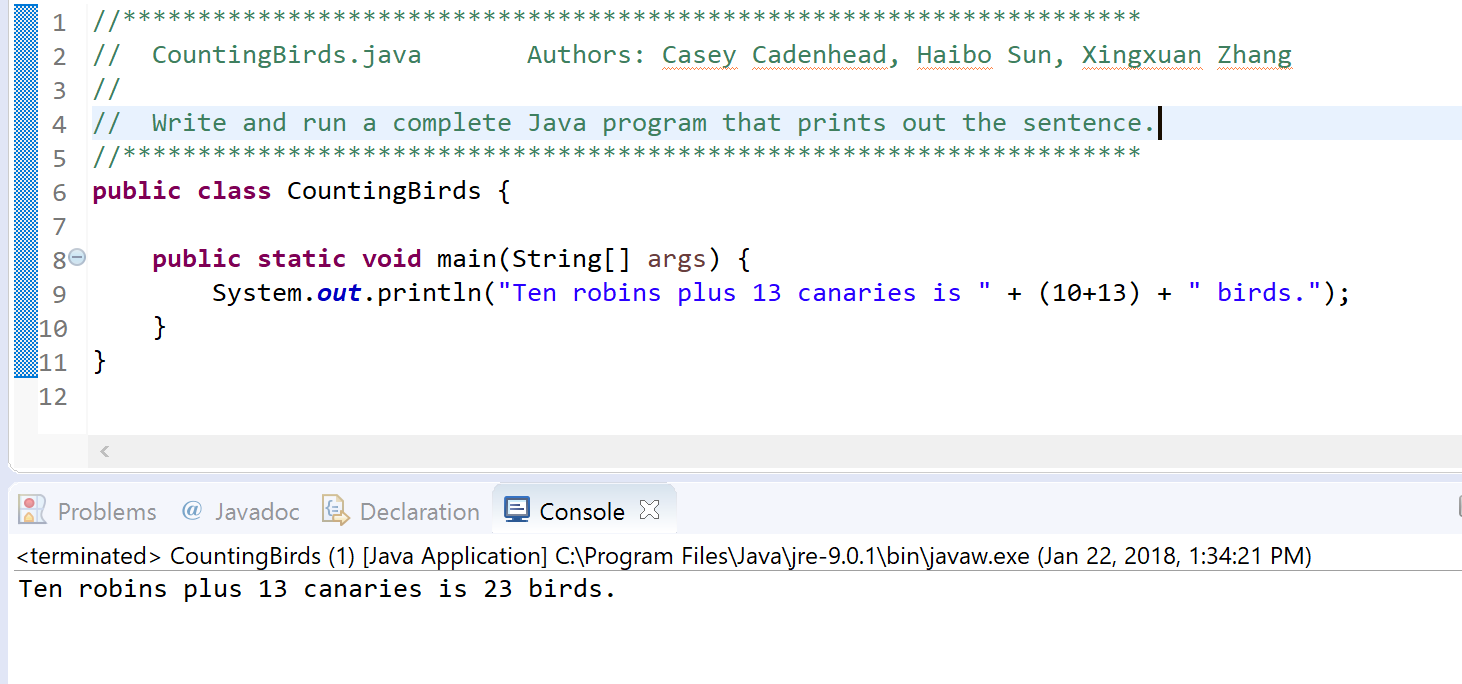 1 //********************************************************************
2 //  CountingBirds.java       Authors: Casey Cadenhead, Haibo Sun, Xingxuan Zhang
3 //
4 //  Write and run a complete Java program that prints out the sentence.
5 //********************************************************************
6 public class CountingBirds {
7
8     public static void main(String[] args) {
9         System.out.println("Ten robins plus 13 canaries is " + (10+13) + " birds.");
10     }
11 }
12
Problems @ Javadoc Declaration Console
<terminated> CountingBirds (1) [Java Application] C:\Program Files\Java\jre-9.0.1\bin\javaw.exe (Jan 22, 2018, 1:34:21 PM)
Ten robins plus 13 canaries is 23 birds.